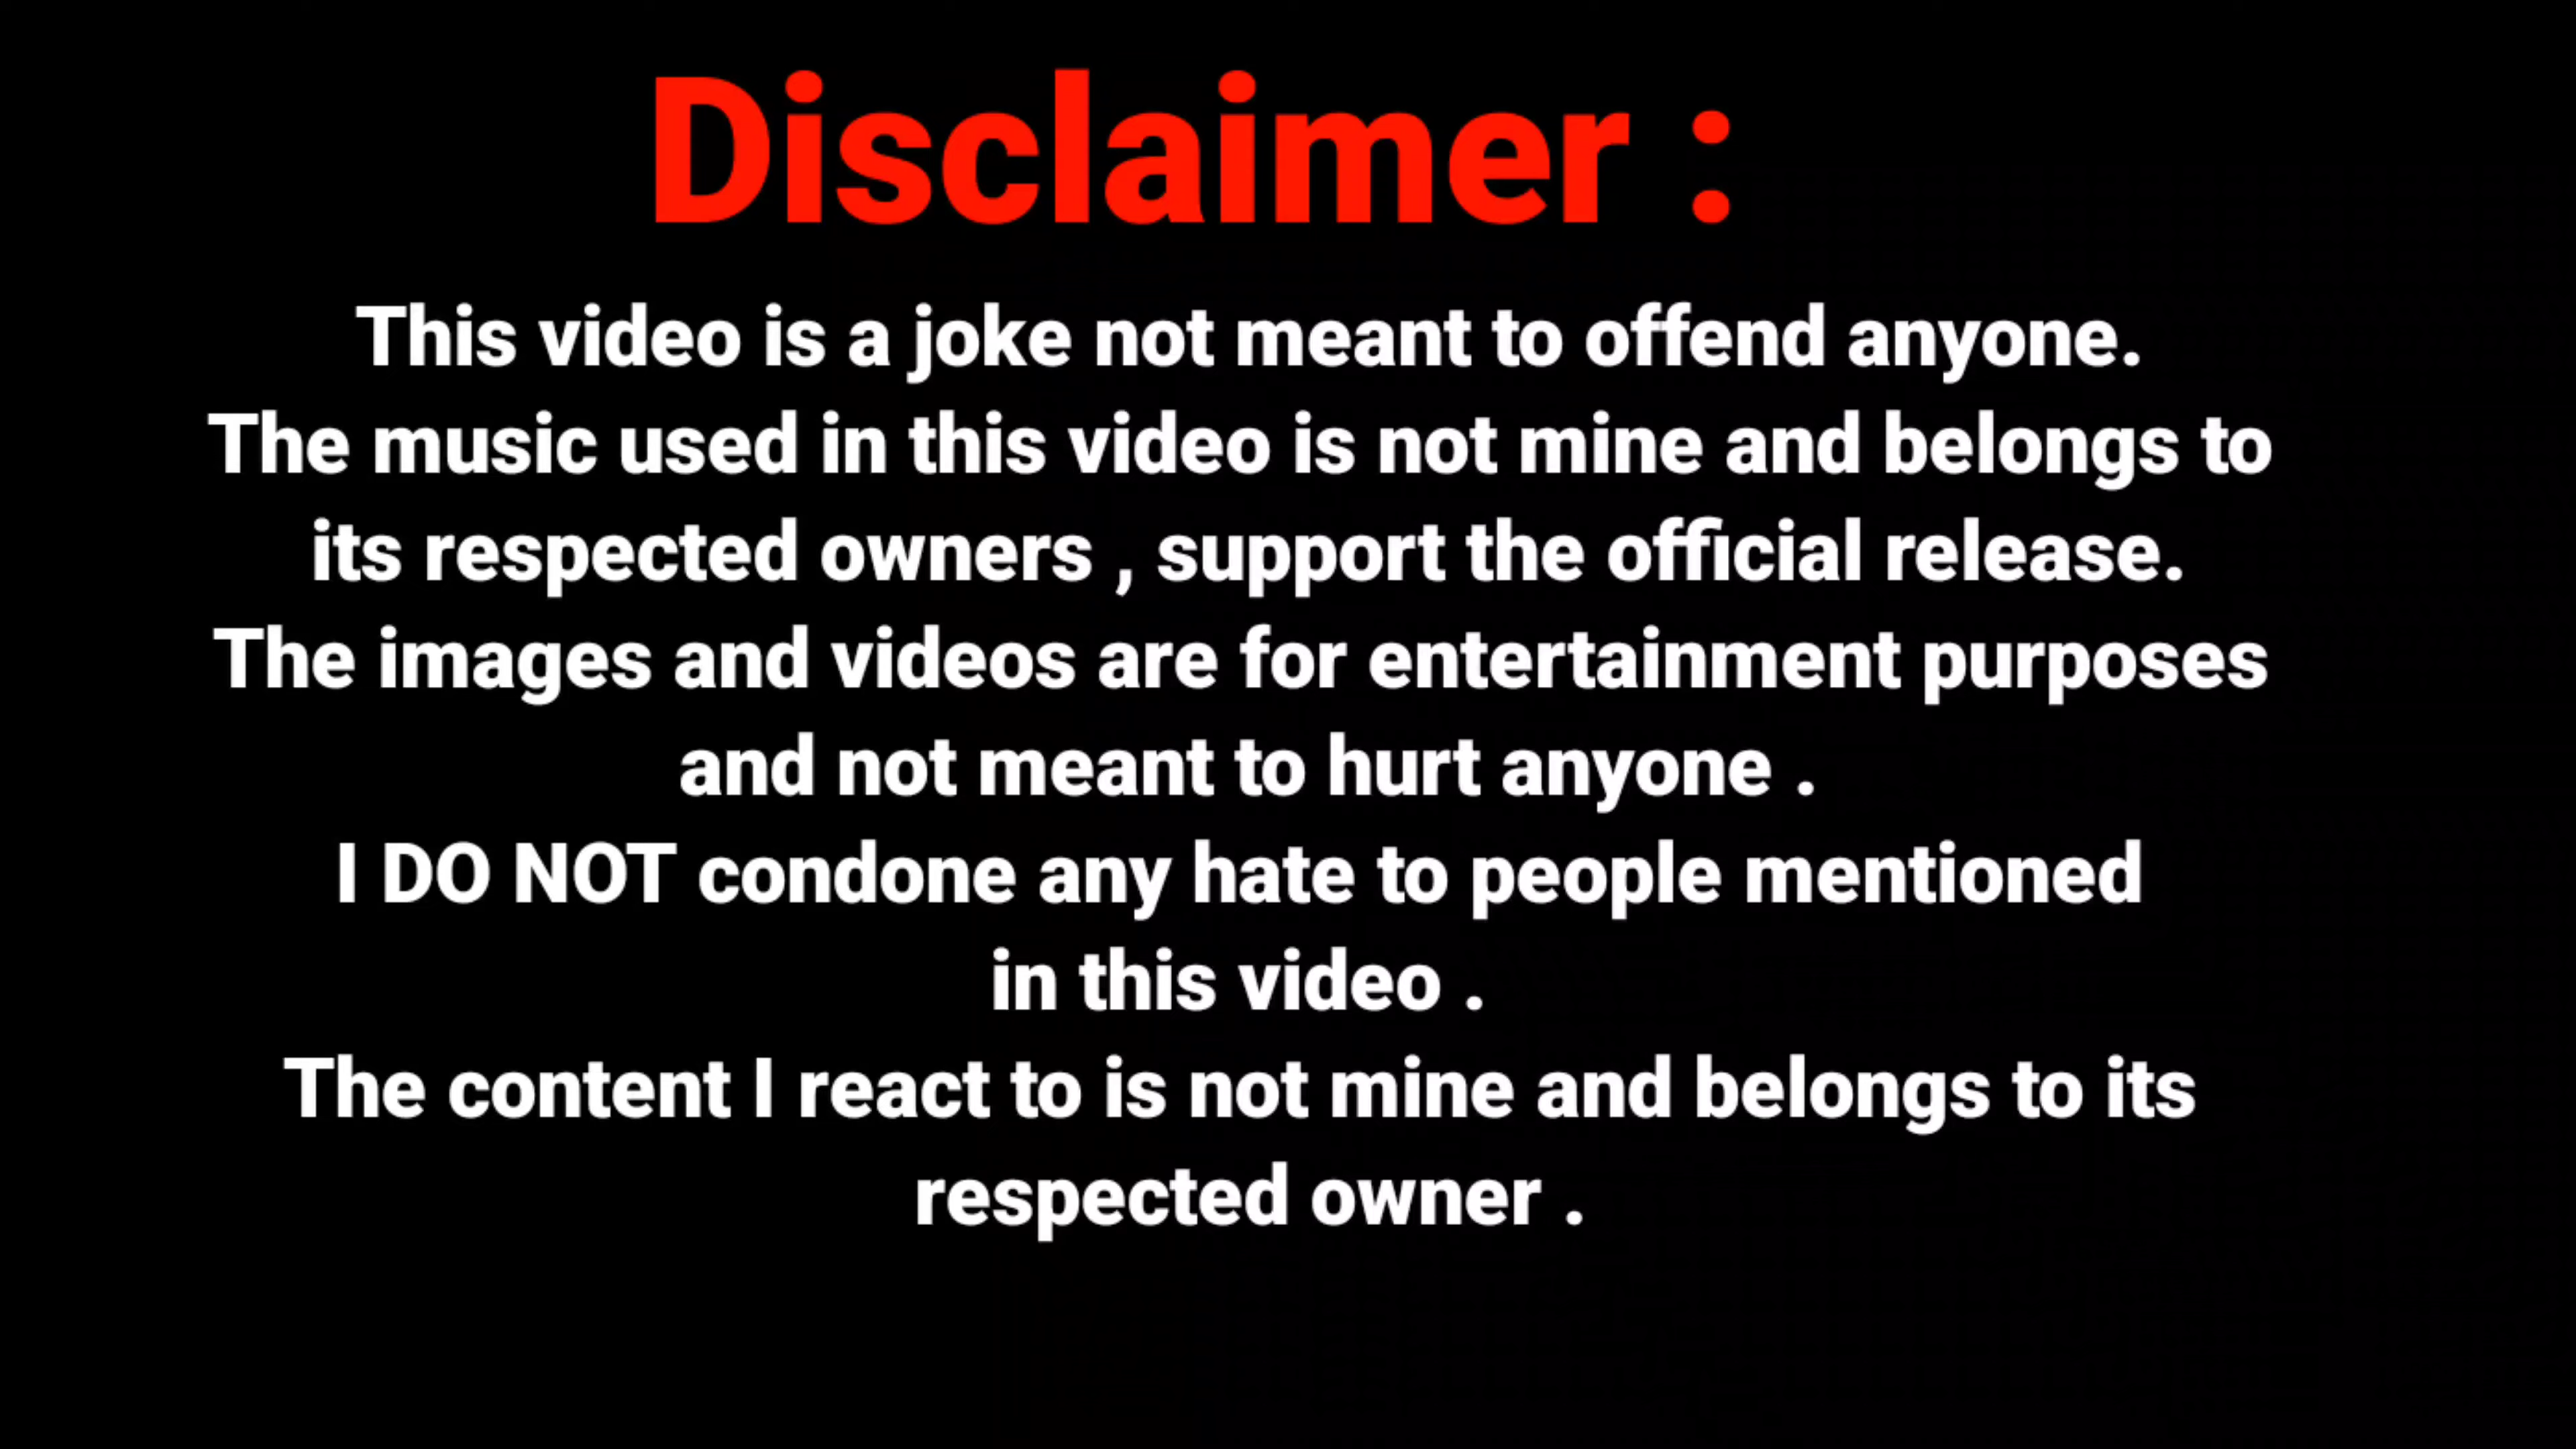 Disclaimer :
This video is a joke not meant to offend anyone.
The music used in this video is not mine and belongs to
its respected owners , support the official release.
The images and videos are for entertainment purposes
and not meant to hurt anyone .
I DO NOT condone any hate to people mentioned
in this video .
The content I react to is not mine and belongs to its
respected owner .